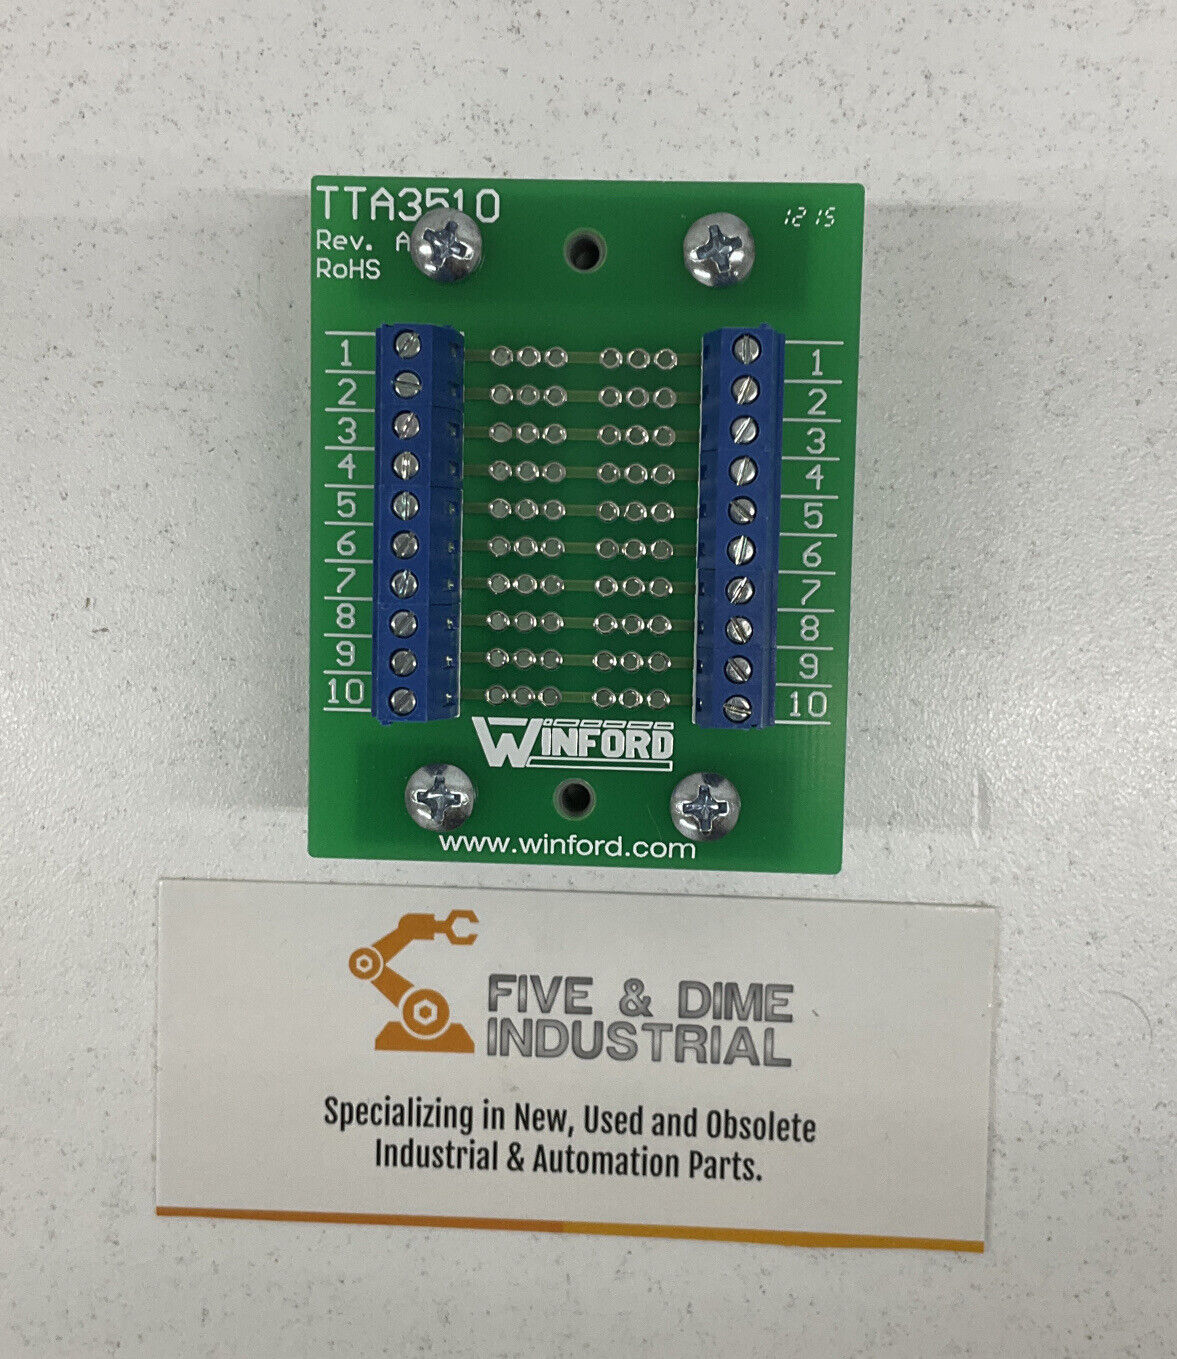 TTA3510
1215
Rev. A
RoHS
1
2
3
4
5
6
7
8
9
10
1
2
3
4
5
6
7
8
9
10
WINFORD
www.winford.com
FIVE & DIME
INDUSTRIAL
Specializing in New, Used and Obsolete
Industrial & Automation Parts.